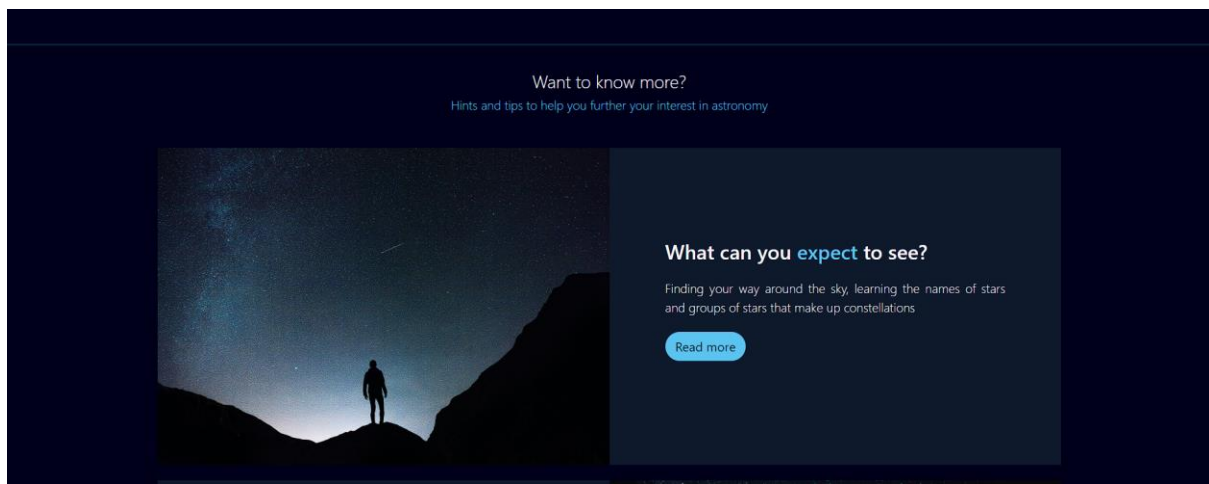 Want to know more?
Hints and tips to help you further your interest in astronomy
What can you expect to see?
Finding your way around the sky, learning the names of stars
and groups of stars that make up constellations
Read more